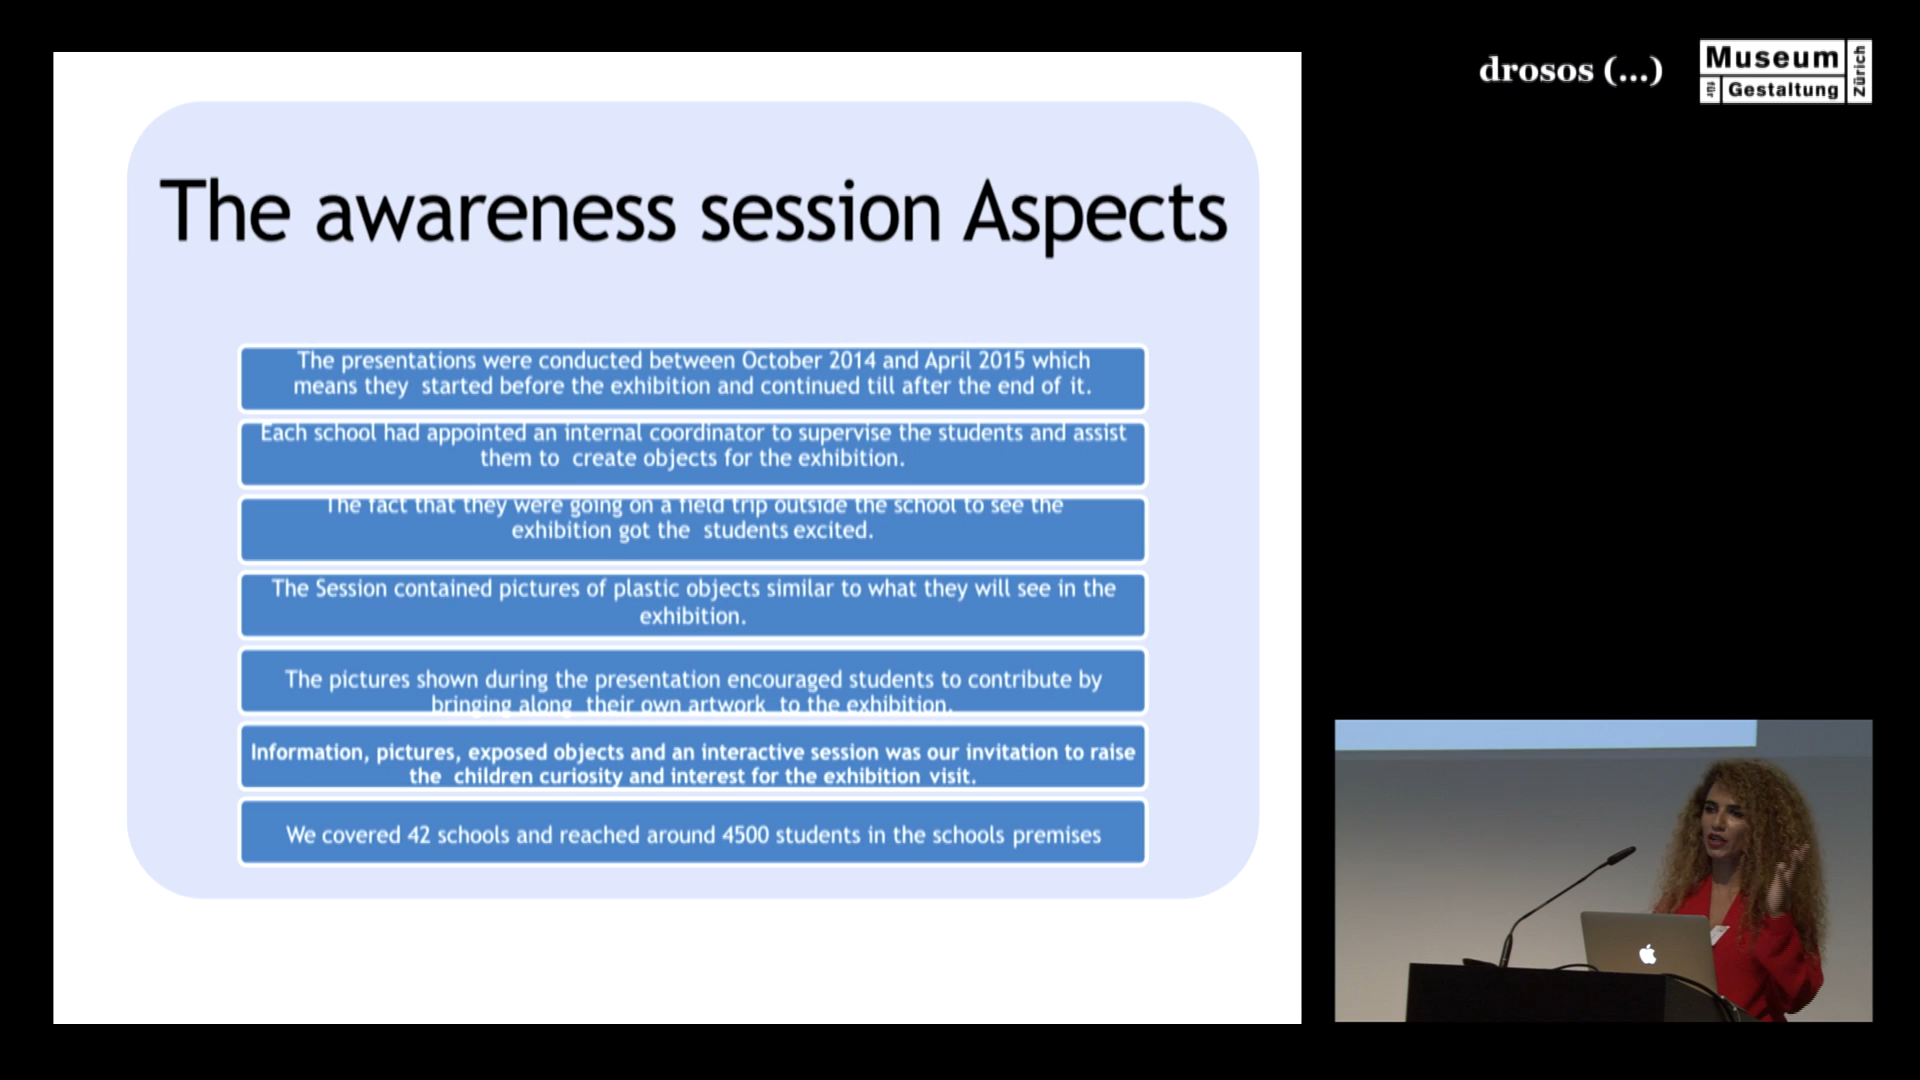 drosos (...)
Museum
für Gestaltung
Zürich
The awareness session Aspects
The presentations were conducted between October 2014 and April 2015 which
means they started before the exhibition and continued till after the end of it.
Each school had appointed an internal coordinator to supervise the students and assist
them to create objects for the exhibition.
The fact that they were going on a field trip outside the school to see the
exhibition got the students excited.
The Session contained pictures of plastic objects similar to what they will see in the
exhibition.
The pictures shown during the presentation encouraged students to contribute by
bringing along their own artwork to the exhibition.
Information, pictures, exposed objects and an interactive session was our invitation to raise
the children curiosity and interest for the exhibition visit.
We covered 42 schools and reached around 4500 students in the schools premises